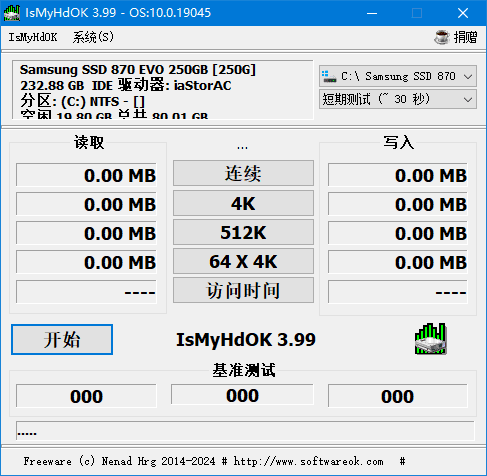 IsMyHdOK 3.99 - OS:10.0.19045
IsMyHdOK 系统(S) 捐赠
Samsung SSD 870 EVO 250GB [250G]
232.88 GB IDE 驱动器: iaStorAC
分区: (C:) NTFS - []
空闲 19.80 GB 总共 80.01 GB
C:\ Samsung SSD 870
短期测试 (~ 30 秒)
读取 ... 写入
0.00 MB 连续 0.00 MB
0.00 MB 4K 0.00 MB
0.00 MB 512K 0.00 MB
0.00 MB 64 X 4K 0.00 MB
---- 访问时间 ----
开始 IsMyHdOK 3.99
基准测试
000 000 000
.....
Freeware (c) Nenad Hrg 2014-2024 # http://www.softwareok.com #